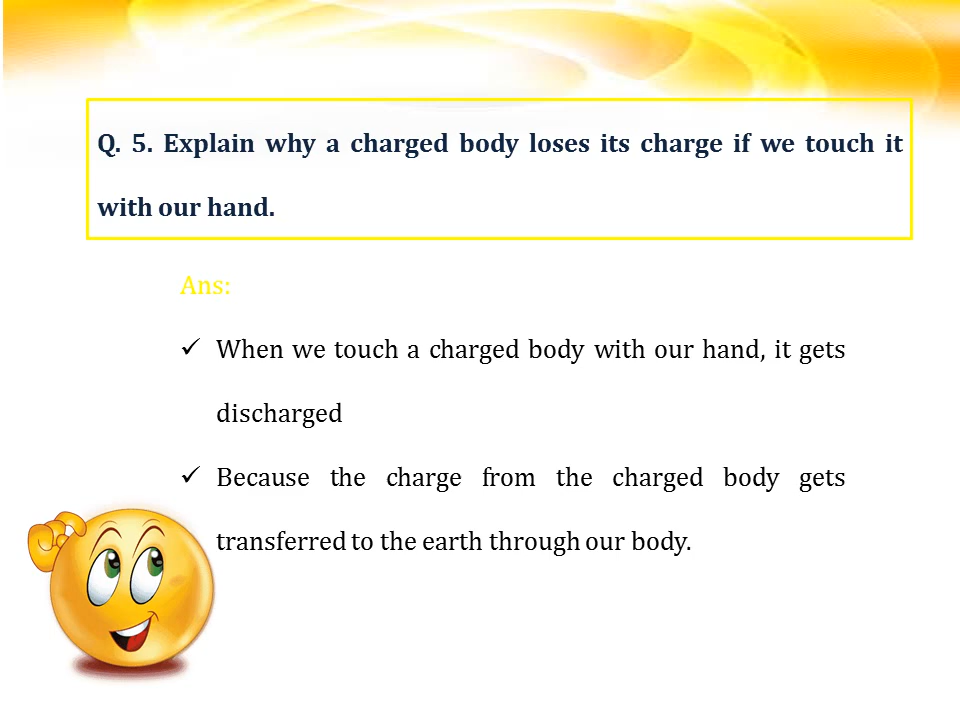 Q. 5. Explain why a charged body loses its charge if we touch it
with our hand.
Ans:
✓ When we touch a charged body with our hand, it gets
discharged
✓ Because the charge from the charged body gets
transferred to the earth through our body.